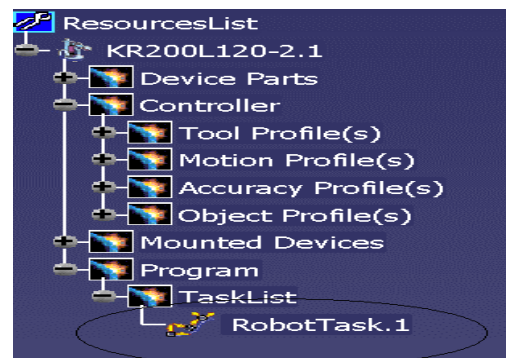 ResourcesList
KR200L120-2.1
Device Parts
Controller
Tool Profile(s)
Motion Profile(s)
Accuracy Profile(s)
Object Profile(s)
Mounted Devices
Program
TaskList
RobotTask.1